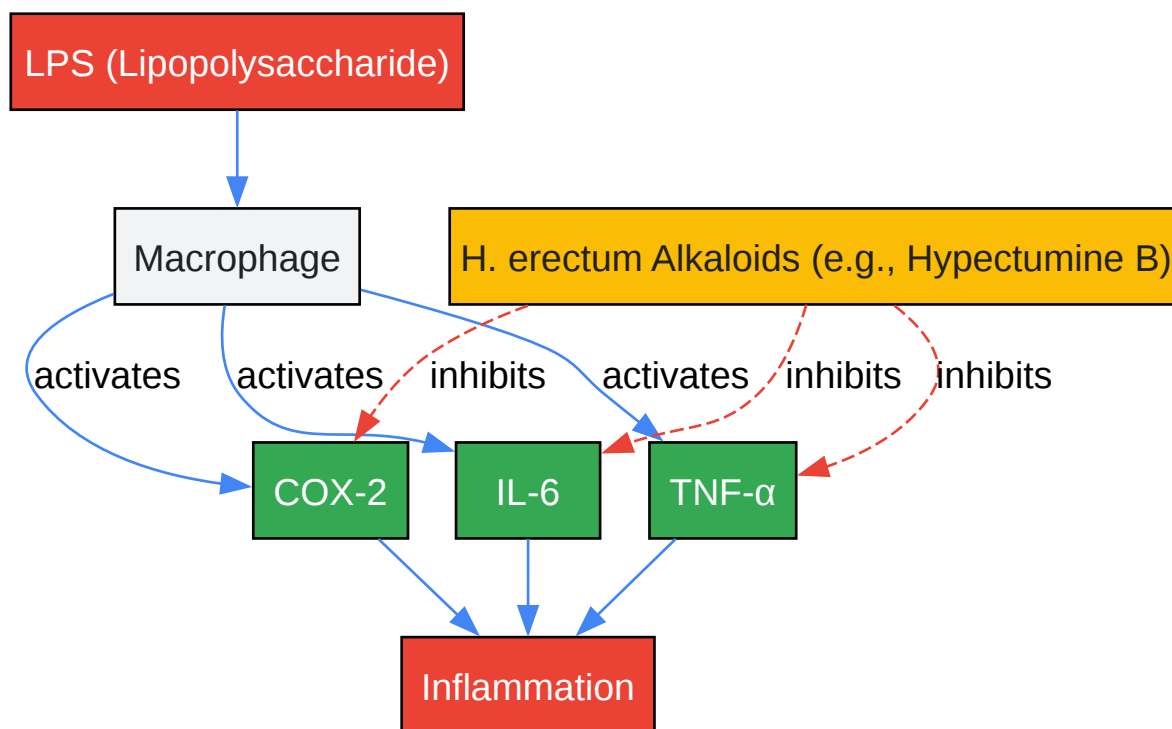 LPS (Lipopolysaccharide)
Macrophage
H. erectum Alkaloids (e.g., Hypectumine B)
activates
activates
inhibits
activates
inhibits
inhibits
COX-2
IL-6
TNF-α
Inflammation